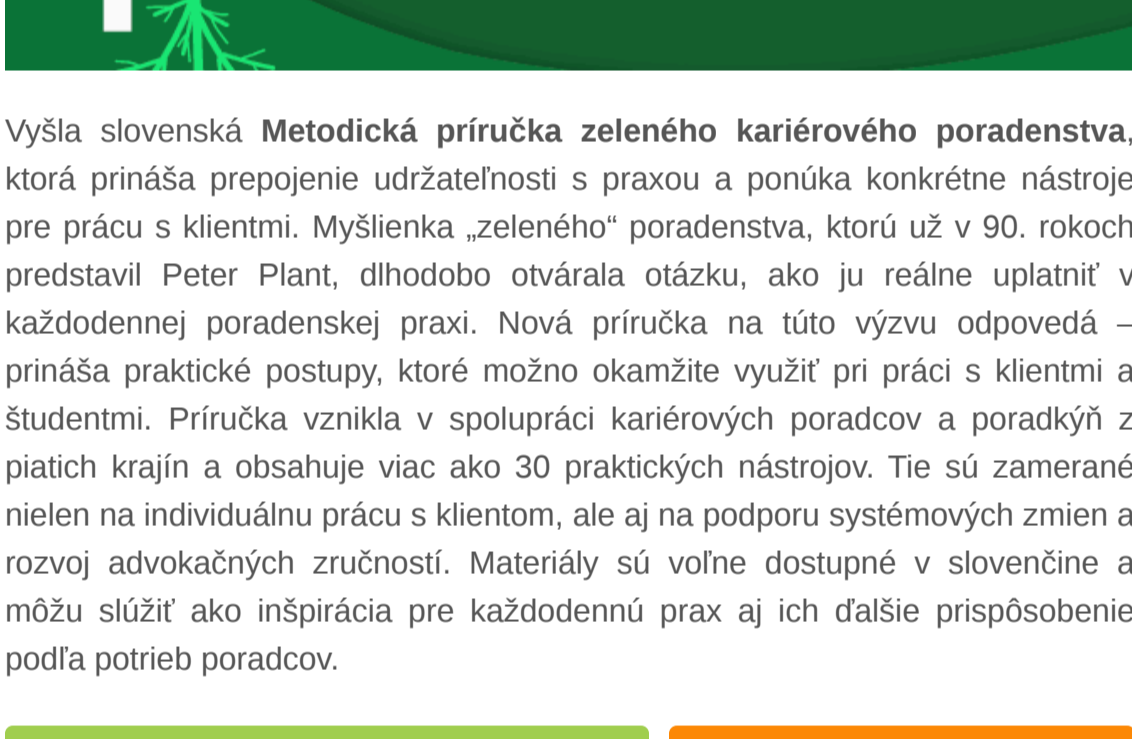 Vyšla slovenská Metodická príručka zeleného kariérového poradenstva,
ktorá prináša prepojenie udržateľnosti s praxou a ponúka konkrétne nástroje
pre prácu s klientmi. Myšlienka „zeleného“ poradenstva, ktorú už v 90. rokoch
predstavil Peter Plant, dlhodobo otvárala otázku, ako ju reálne uplatniť v
každodennej poradenskej praxi. Nová príručka na túto výzvu odpovedá –
prináša praktické postupy, ktoré možno okamžite využiť pri práci s klientmi a
študentmi. Príručka vznikla v spolupráci kariérových poradcov a poradkýň z
piatich krajín a obsahuje viac ako 30 praktických nástrojov. Tie sú zamerané
nielen na individuálnu prácu s klientom, ale aj na podporu systémových zmien a
rozvoj advokačných zručností. Materiály sú voľne dostupné v slovenčine a
môžu slúžiť ako inšpirácia pre každodennú prax aj ich ďalšie prispôsobenie
podľa potrieb poradcov.